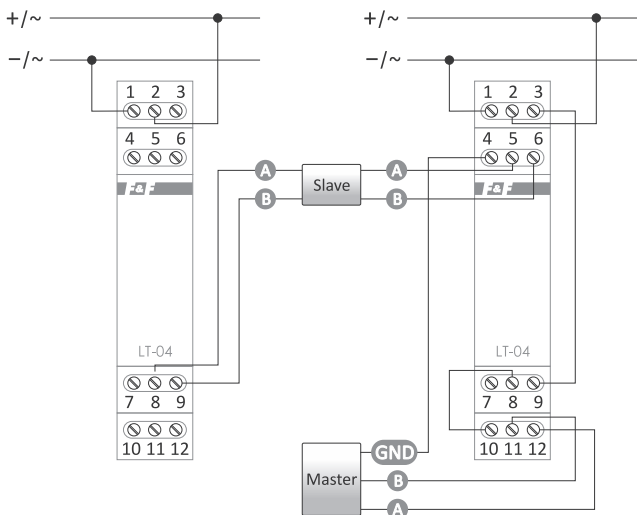 +/~ +/~
−/~ −/~
1 2 3 1 2 3
4 5 6 4 5 6
A A
Slave
B B
F&F F&F
LT-04 LT-04
7 8 9 7 8 9
10 11 12 10 11 12
GND
Master B
A